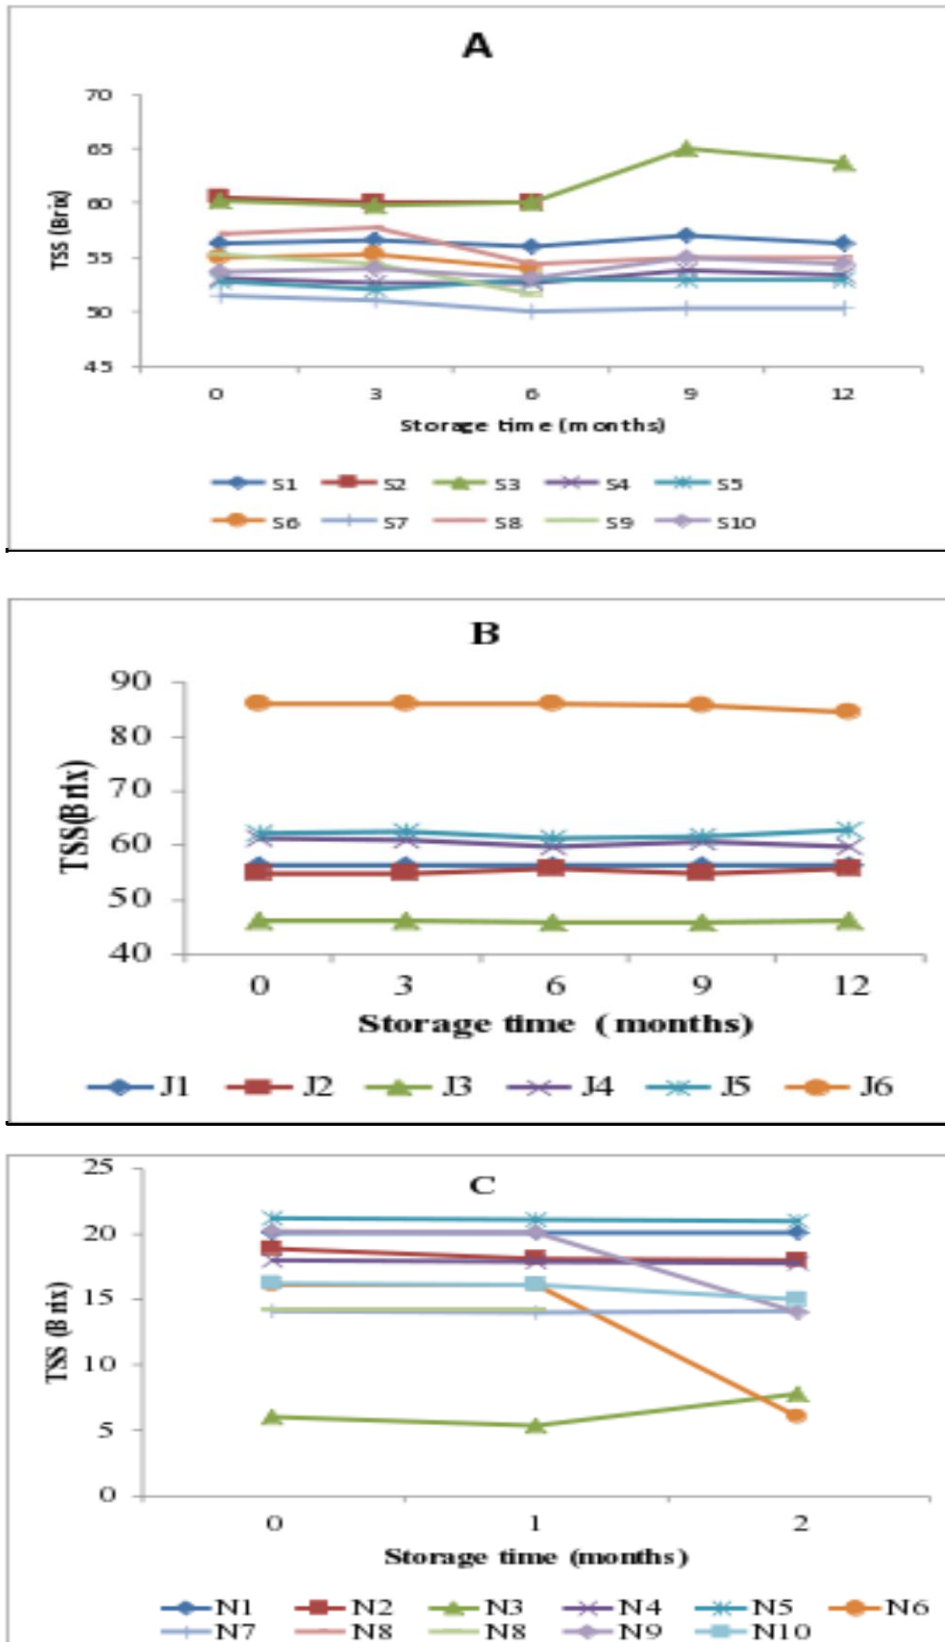 A
70
65
60
55
50
45
TSS (Brix)
0 3 6 9 12
Storage time (months)
S1 S2 S3 S4 S5
S6 S7 S8 S9 S10
B
90
80
70
60
50
40
TSS(Brix)
0 3 6 9 12
Storage time ( months)
J1 J2 J3 J4 J5 J6
C
25
20
15
10
5
0
TSS (Brix)
0 1 2
Storage time (months)
N1 N2 N3 N4 N5 N6
N7 N8 N8 N9 N10